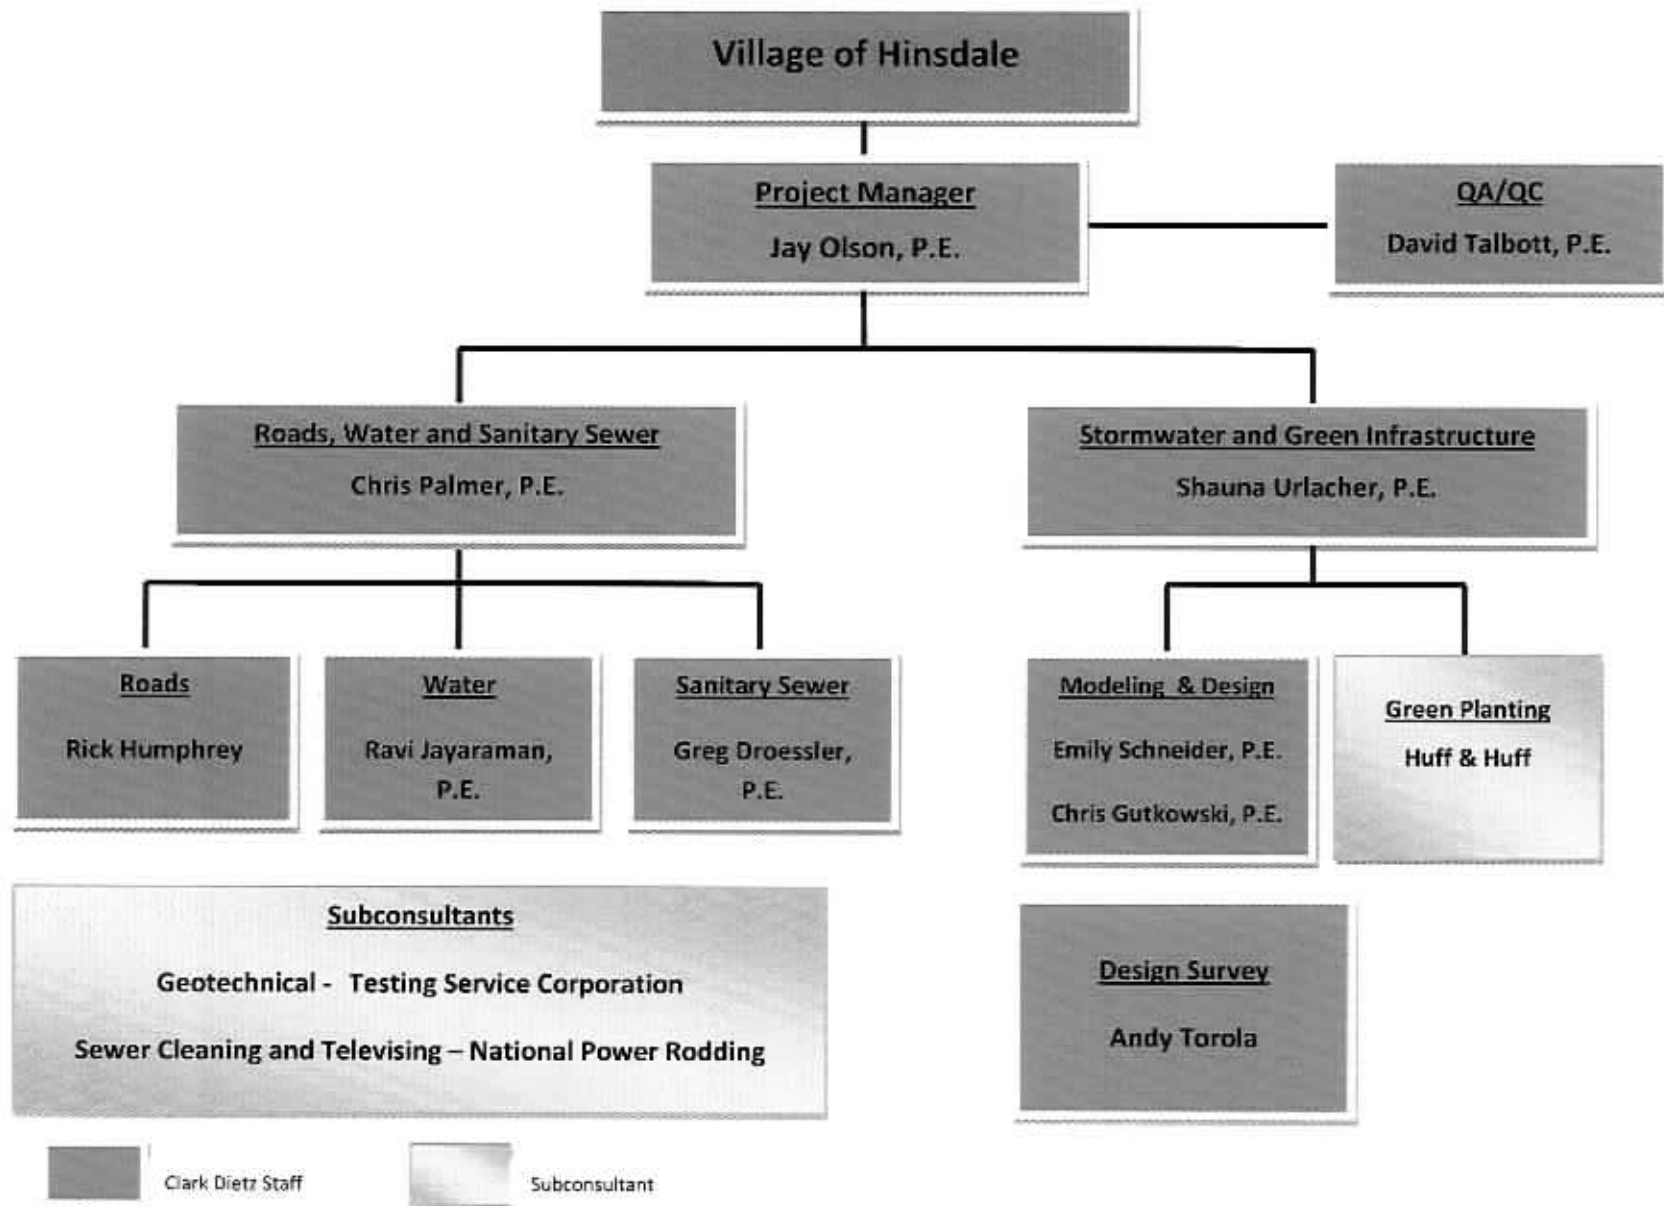 Village of Hinsdale
Project Manager
Jay Olson, P.E.
QA/QC
David Talbott, P.E.
Roads, Water and Sanitary Sewer
Chris Palmer, P.E.
Stormwater and Green Infrastructure
Shauna Urlacher, P.E.
Roads
Rick Humphrey
Water
Ravi Jayaraman,
P.E.
Sanitary Sewer
Greg Droessler,
P.E.
Modeling & Design
Emily Schneider, P.E.
Chris Gutkowski, P.E.
Green Planting
Huff & Huff
Subconsultants
Geotechnical - Testing Service Corporation
Sewer Cleaning and Televising – National Power Rodding
Design Survey
Andy Torola
Clark Dietz Staff
Subconsultant